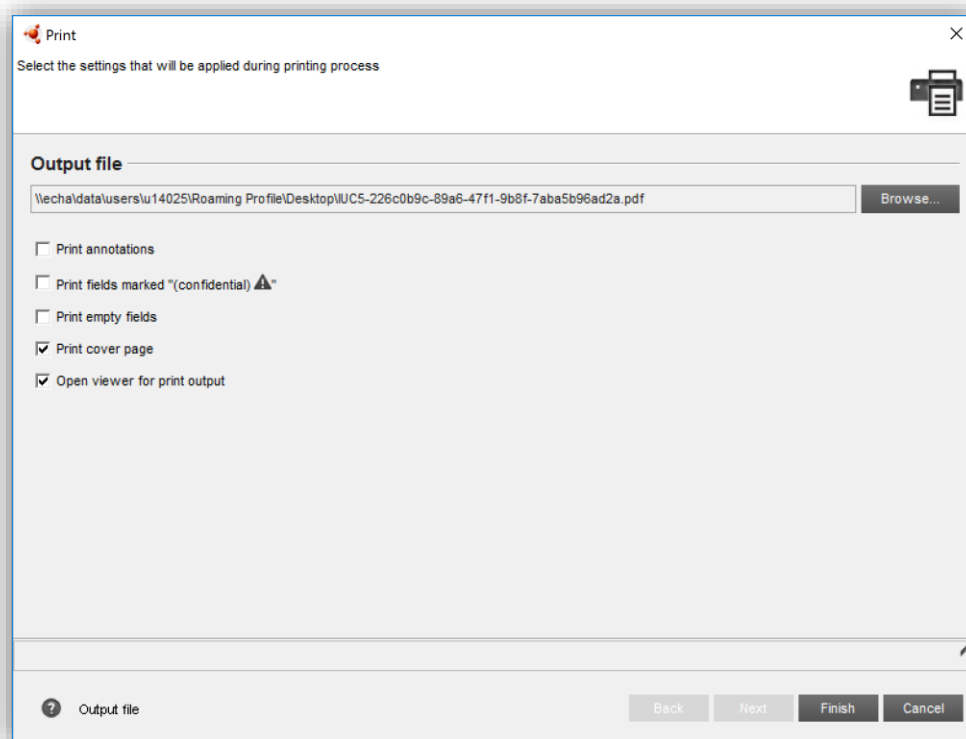 Print
Select the settings that will be applied during printing process
Output file
\\echa\data\users\u14025\Roaming Profile\Desktop\IUC5-226c0b9c-89a6-47f1-9b8f-7aba5b96ad2a.pdf
Browse...
Print annotations
Print fields marked "(confidential) "
Print empty fields
Print cover page
Open viewer for print output
Output file
Back
Next
Finish
Cancel